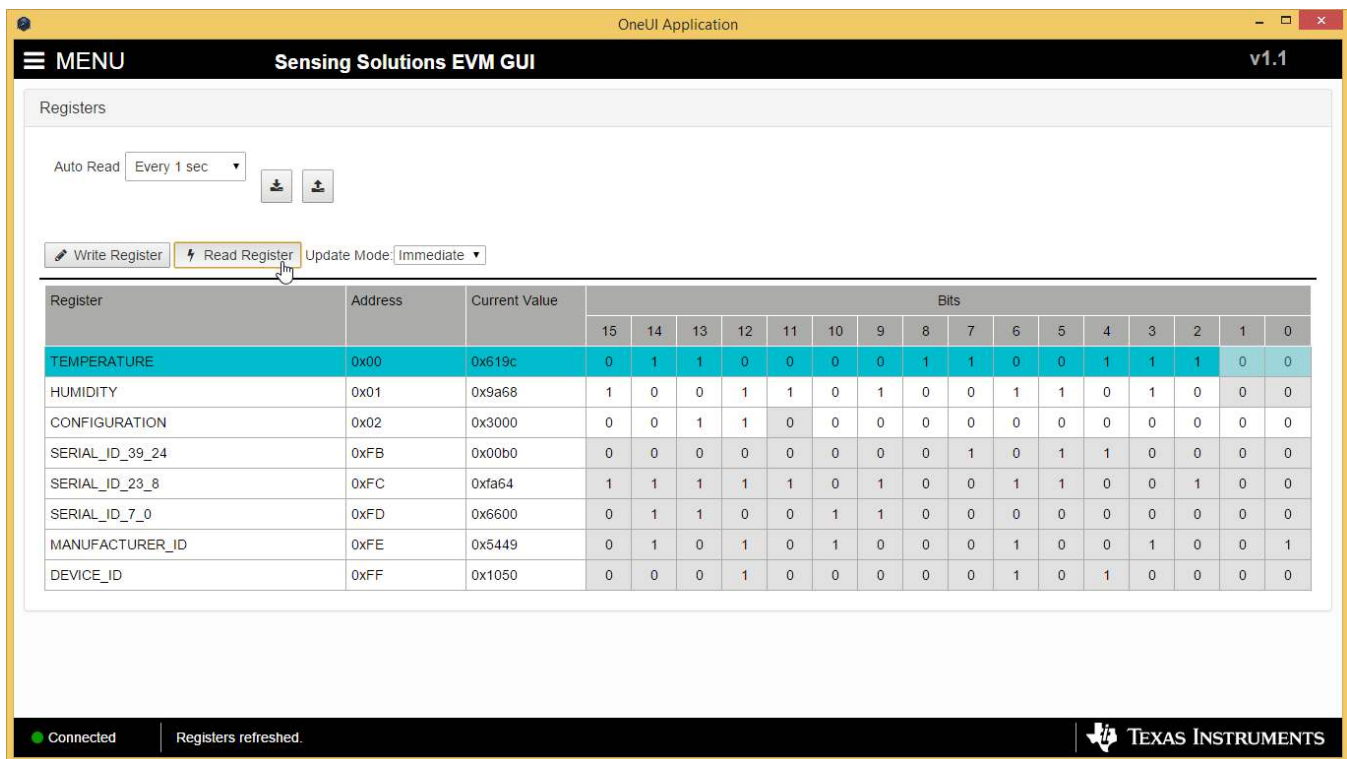 OneUI Application
MENU Sensing Solutions EVM GUI v1.1
Registers
Auto Read Every 1 sec
Write Register Read Register Update Mode: Immediate
Register Address Current Value Bits
15 14 13 12 11 10 9 8 7 6 5 4 3 2 1 0
TEMPERATURE 0x00 0x619c 0 1 1 0 0 0 0 1 1 0 0 1 1 1 0 0
HUMIDITY 0x01 0x9a68 1 0 0 1 1 0 1 0 0 1 1 0 1 0 0 0
CONFIGURATION 0x02 0x3000 0 0 1 1 0 0 0 0 0 0 0 0 0 0 0 0
SERIAL_ID_39_24 0xFB 0x00b0 0 0 0 0 0 0 0 0 1 0 1 1 0 0 0 0
SERIAL_ID_23_8 0xFC 0xfa64 1 1 1 1 1 0 1 0 0 1 1 0 0 1 0 0
SERIAL_ID_7_0 0xFD 0x6600 0 1 1 0 0 1 1 0 0 0 0 0 0 0 0 0
MANUFACTURER_ID 0xFE 0x5449 0 1 0 1 0 1 0 0 0 1 0 0 1 0 0 1
DEVICE_ID 0xFF 0x1050 0 0 0 1 0 0 0 0 0 1 0 1 0 0 0 0
Connected Registers refreshed. TEXAS INSTRUMENTS